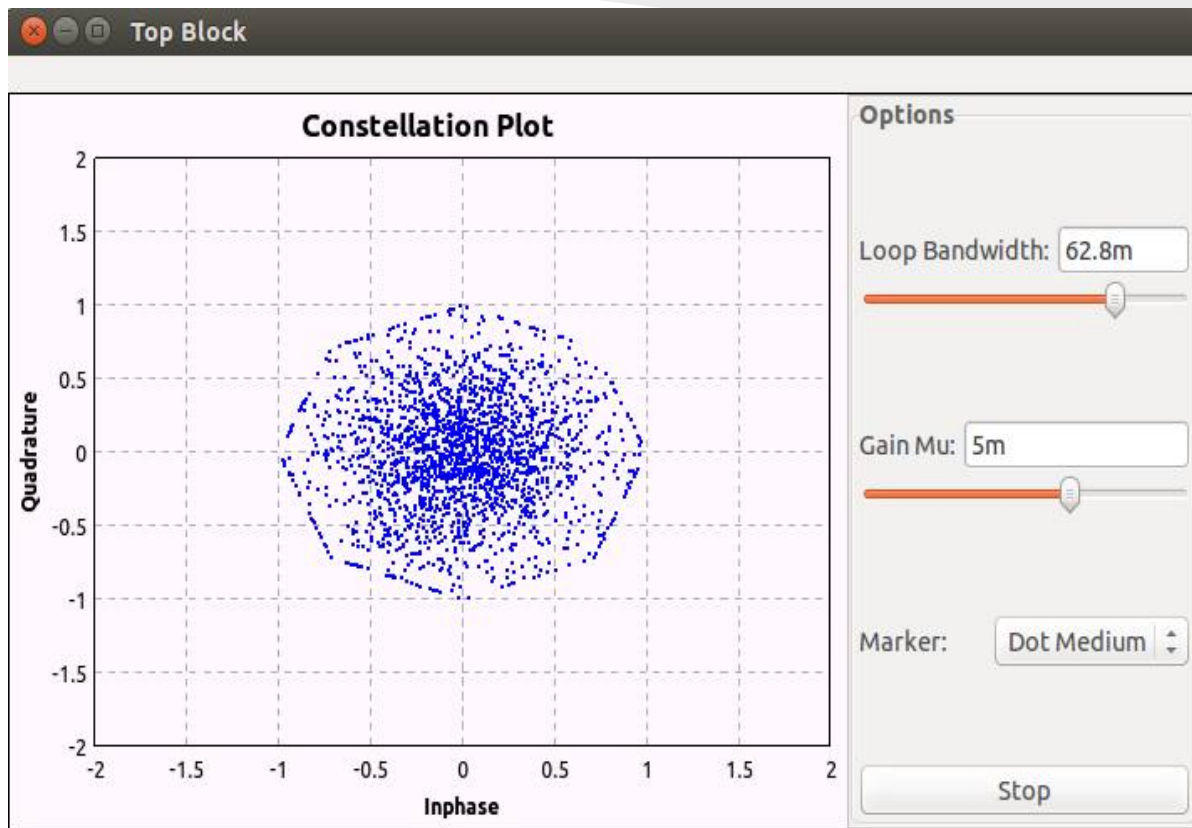 Top Block
Constellation Plot
2
1.5
1
0.5
0
-0.5
-1
-1.5
-2
Quadrature
-2 -1.5 -1 -0.5 0 0.5 1 1.5 2
Inphase
Options
Loop Bandwidth: 62.8m
Gain Mu: 5m
Marker: Dot Medium
Stop